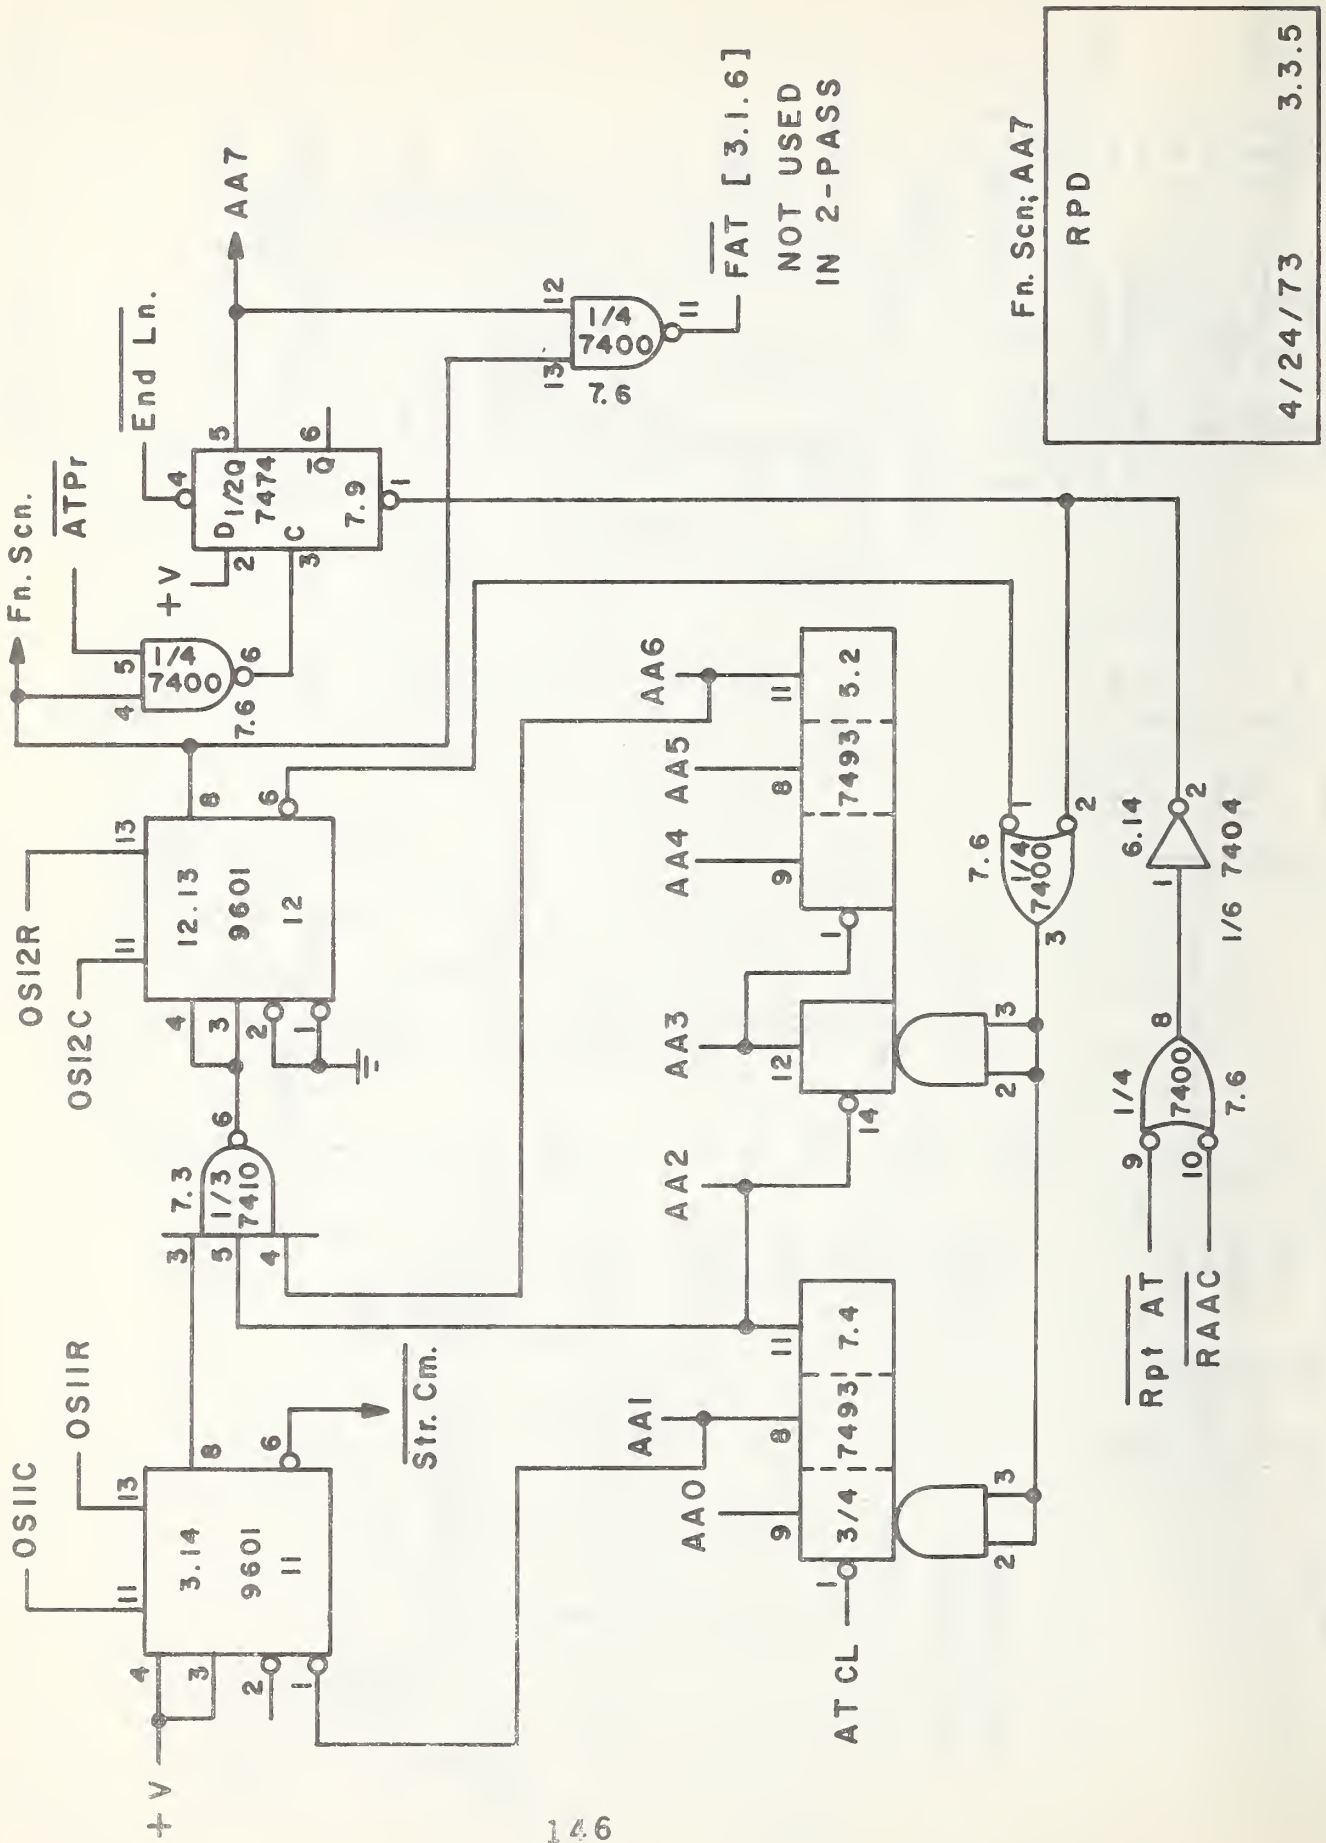 OS11C
OS11R
11
13
+V
4
3
2
1
3.14
9601
11
8
6
Str. Cm.
3
5
4
7.3
1/3
7410
6
OS12C
OS12R
11
13
4
3
2
1
12.13
9601
12
8
6
Fn. Scn.
ATPr
4
5
1/4
7400
7.6
6
+V
2
3
End Ln.
4
D
1/2
Q
7474
C
Q
7.9
5
6
1
AA7
13
12
1/4
7400
7.6
11
FAT [3.1.6]
NOT USED
IN 2-PASS
AA0
AA1
AA2
AA3
AA4
AA5
AA6
AT CL
1
9
8
11
3/4
7493
7.4
2
3
14
12
1
9
8
11
7493
5.2
2
3
7.6
1/4
7400
1
2
3
Rpt AT
RAAC
9
10
1/4
7400
7.6
8
1
6.14
2
1/6 7404
Fn. Scn; AA7
RPD
4/24/73
3.3.5
146